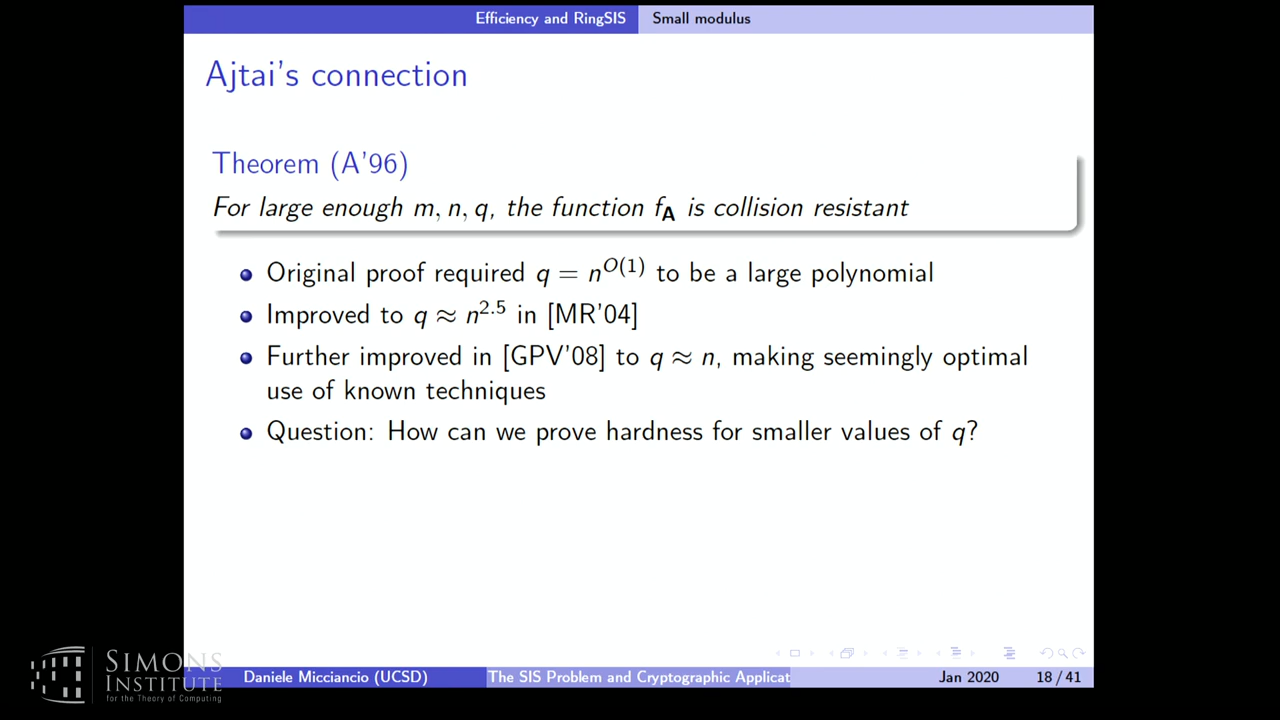 Efficiency and RingSIS Small modulus
Ajtai's connection
Theorem (A'96)
For large enough m, n, q, the function f_A is collision resistant
Original proof required q = n^{O(1)} to be a large polynomial
Improved to q ≈ n^{2.5} in [MR'04]
Further improved in [GPV'08] to q ≈ n, making seemingly optimal
use of known techniques
Question: How can we prove hardness for smaller values of q?
SIMONS
INSTITUTE
for the Theory of Computing
Daniele Micciancio (UCSD) The SIS Problem and Cryptographic Applicat Jan 2020 18 / 41